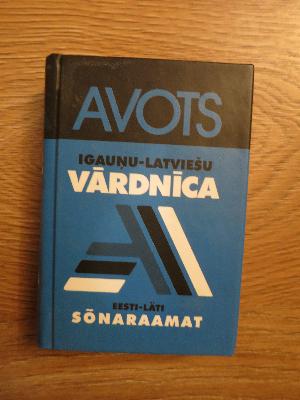 AVOTS
IGAUŅU-LATVIEŠU
VĀRDNĪCA
EESTI-LÄTI
SÕNARAAMAT